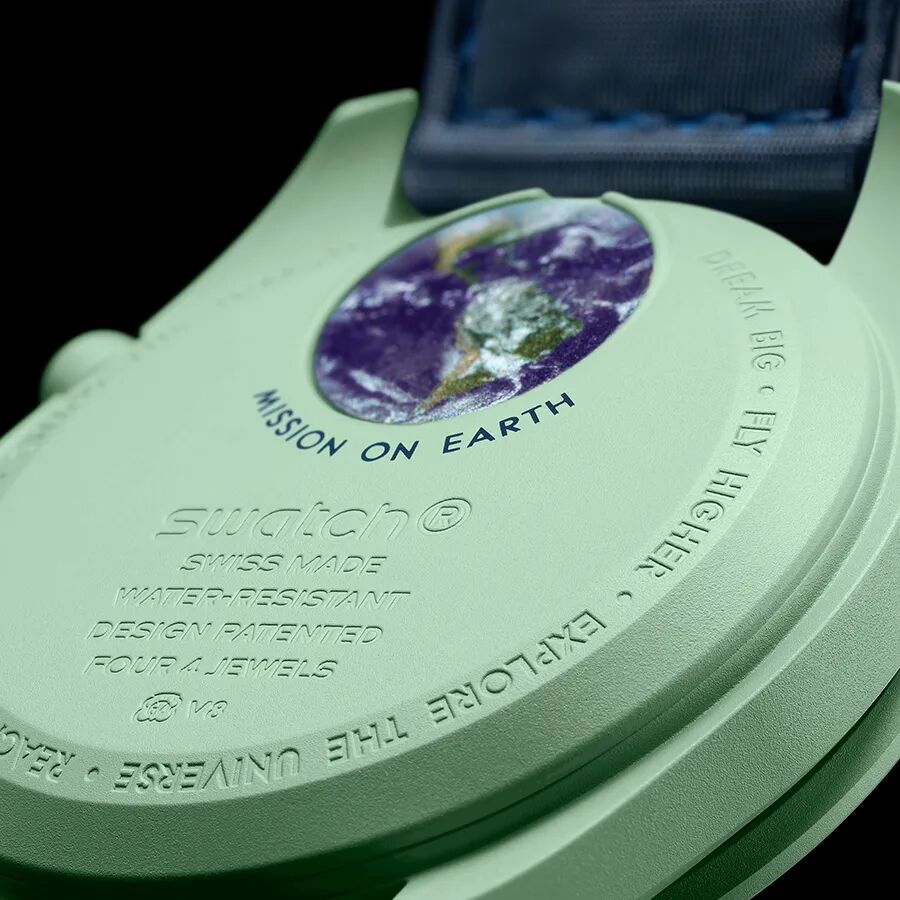 MISSION ON EARTH
swatch®
SWISS MADE
WATER-RESISTANT
DESIGN PATENTED
FOUR 4 JEWELS
V8
DREAM BIG • FLY HIGHER • EXPLORE THE UNIVERSE •